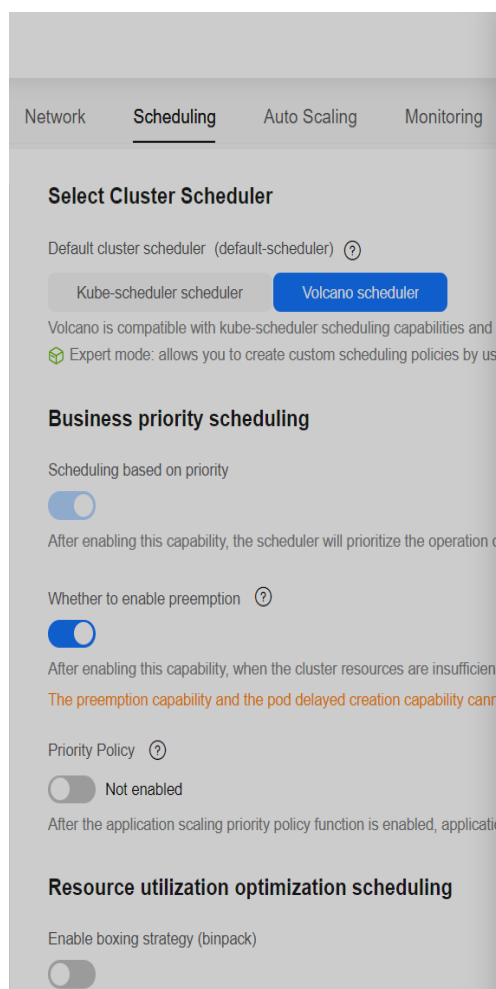 Network Scheduling Auto Scaling Monitoring
Select Cluster Scheduler
Default cluster scheduler (default-scheduler) ?
Kube-scheduler scheduler Volcano scheduler
Volcano is compatible with kube-scheduler scheduling capabilities and
Expert mode: allows you to create custom scheduling policies by us
Business priority scheduling
Scheduling based on priority
After enabling this capability, the scheduler will prioritize the operation
Whether to enable preemption ?
After enabling this capability, when the cluster resources are insufficien
The preemption capability and the pod delayed creation capability cann
Priority Policy ?
Not enabled
After the application scaling priority policy function is enabled, applicati
Resource utilization optimization scheduling
Enable boxing strategy (binpack)